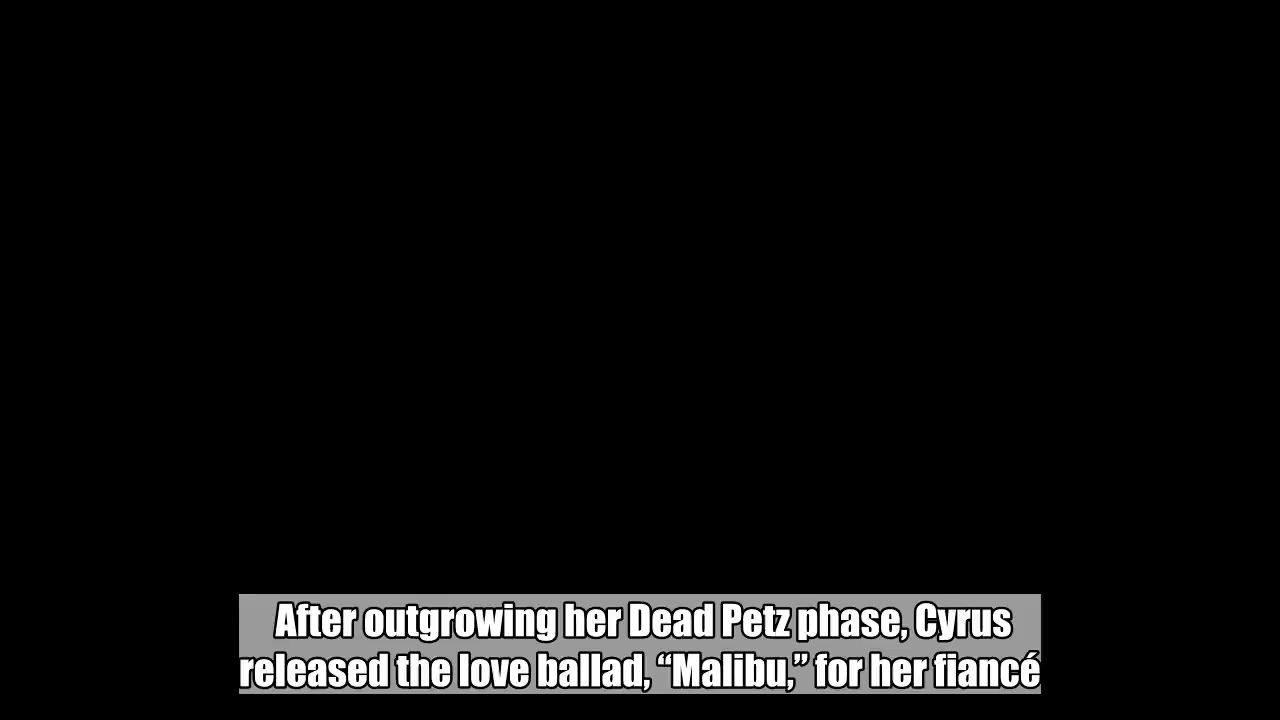 After outgrowing her Dead Petz phase, Cyrus
released the love ballad, “Malibu,” for her fiancé